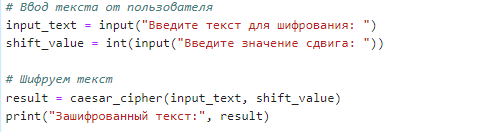 # Ввод текста от пользователя
input_text = input("Введите текст для шифрования: ")
shift_value = int(input("Введите значение сдвига: "))
# Шифруем текст
result = caesar_cipher(input_text, shift_value)
print("Зашифрованный текст:", result)